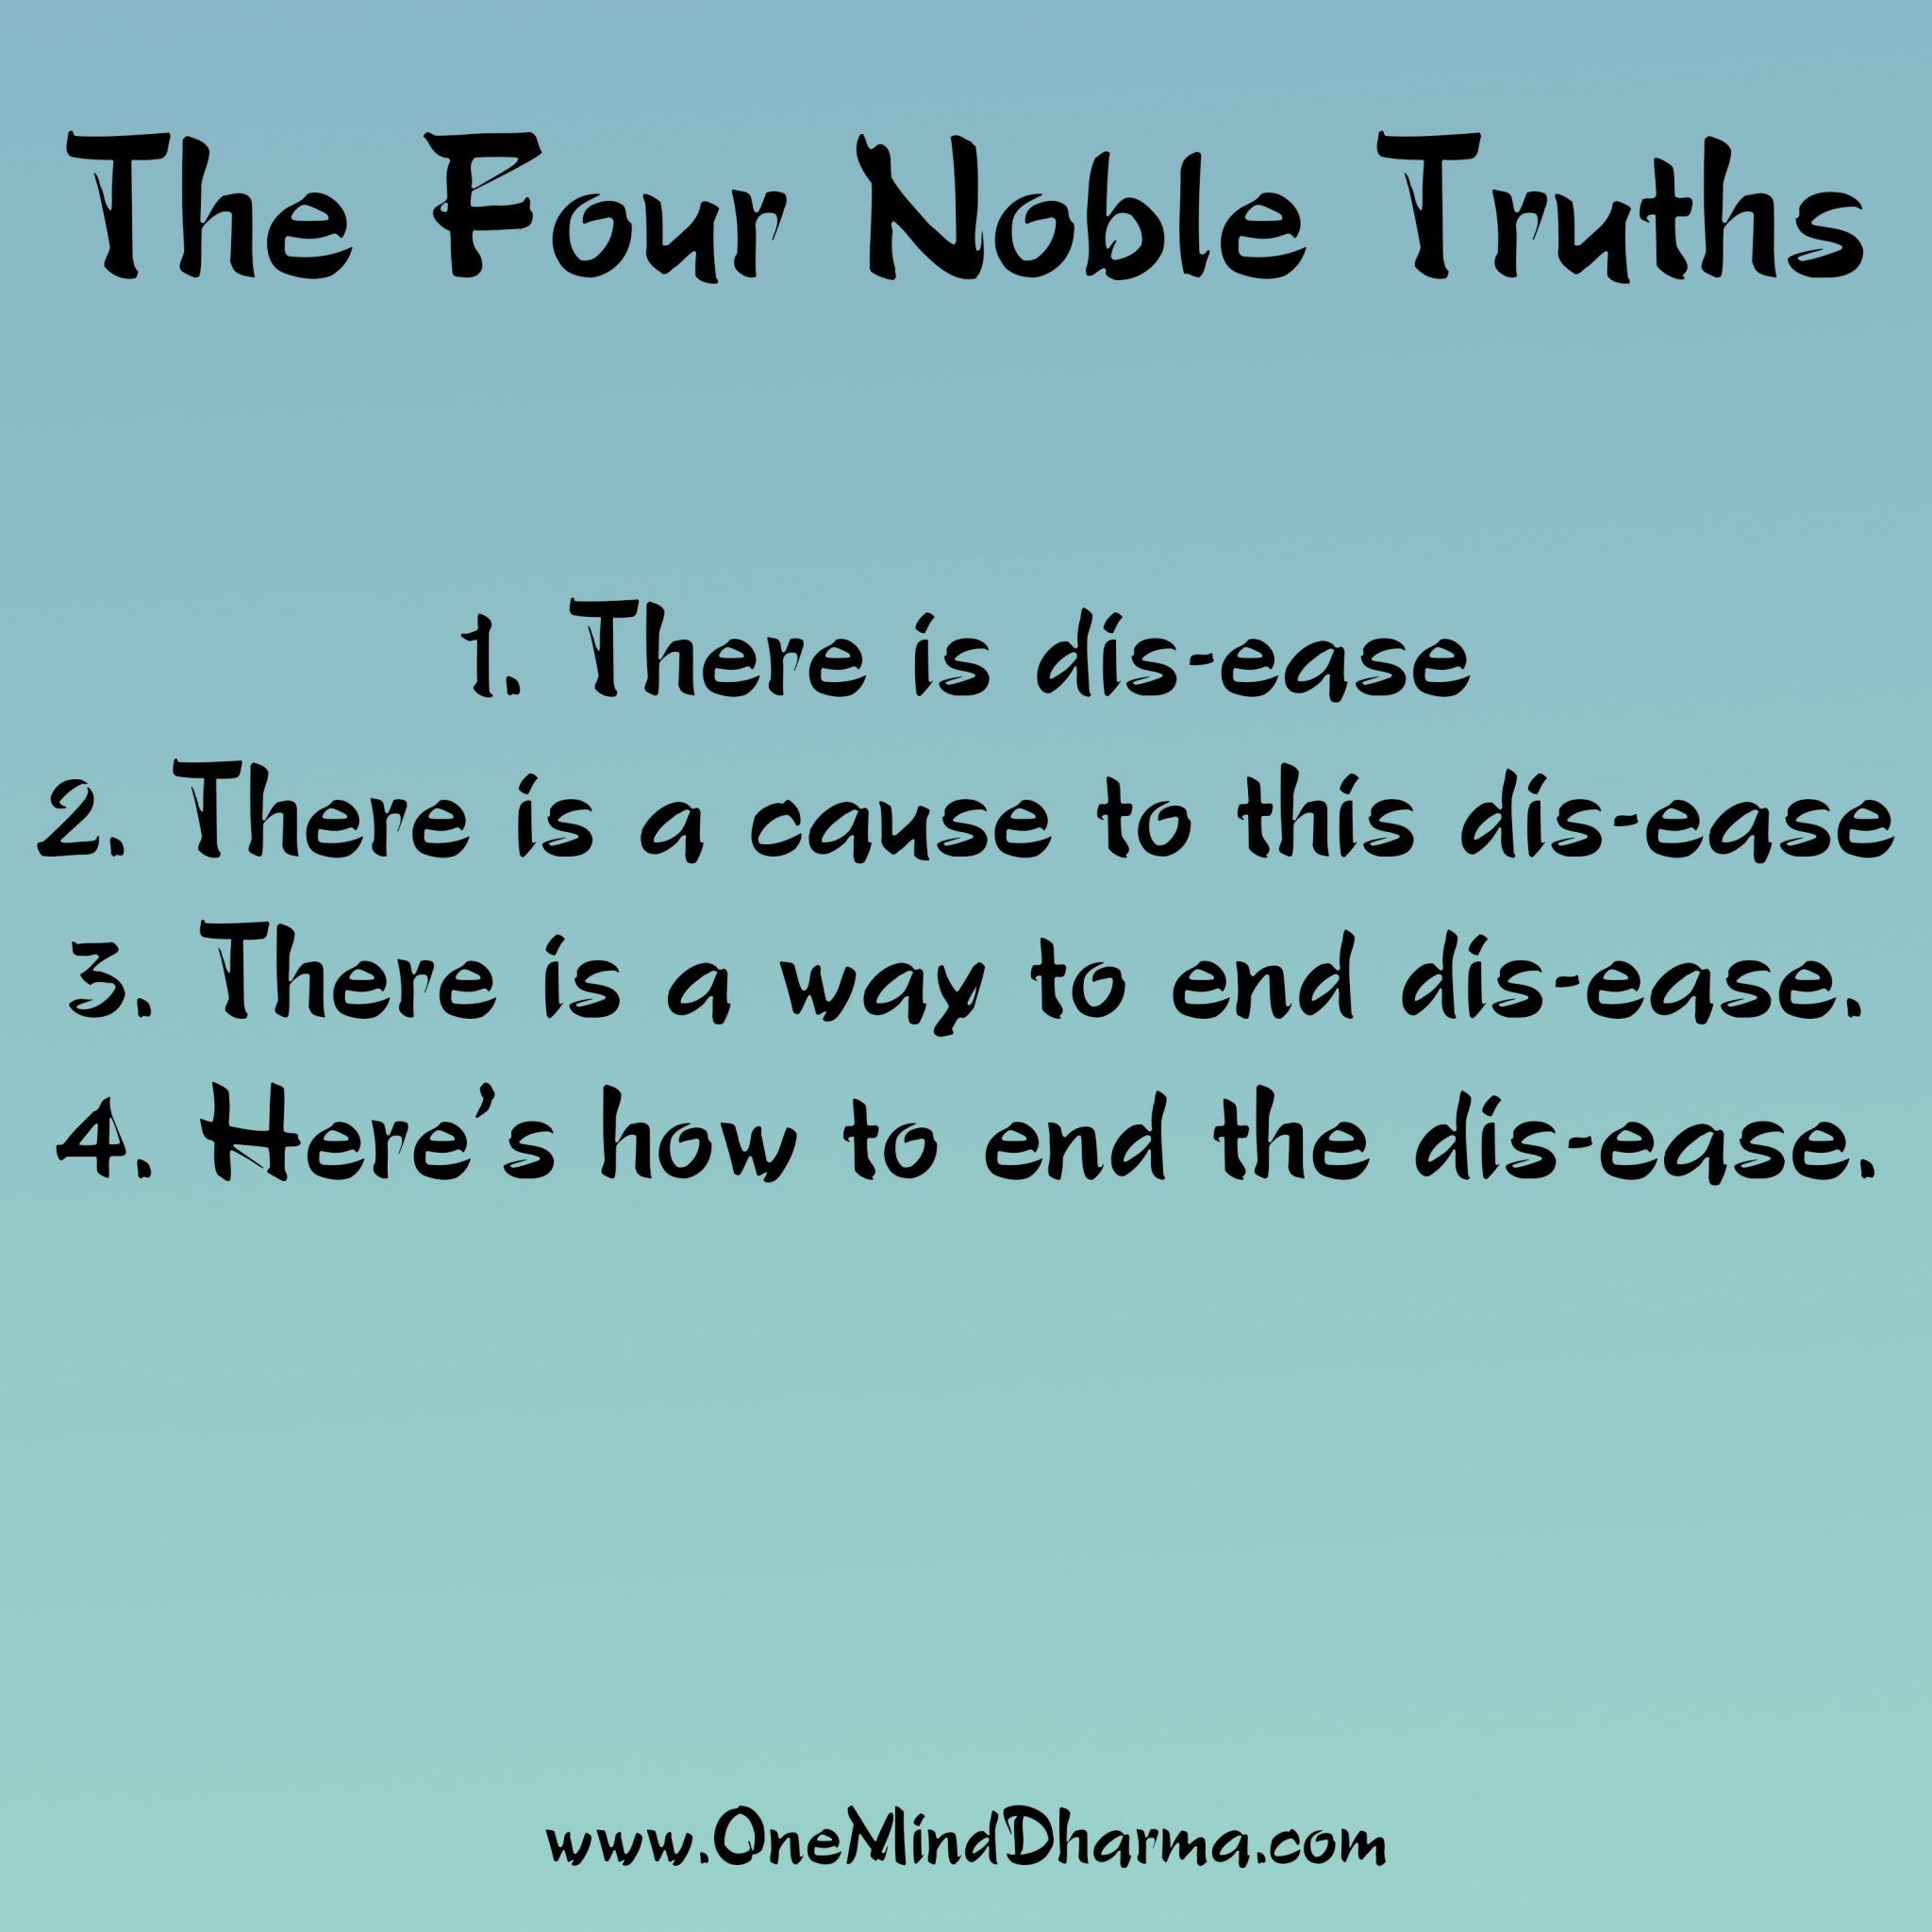 The Four Noble Truths
1. There is dis-ease
2. There is a cause to this dis-ease
3. There is a way to end dis-ease.
4. Here's how to end the dis-ease.
www.OneMindDharma.com